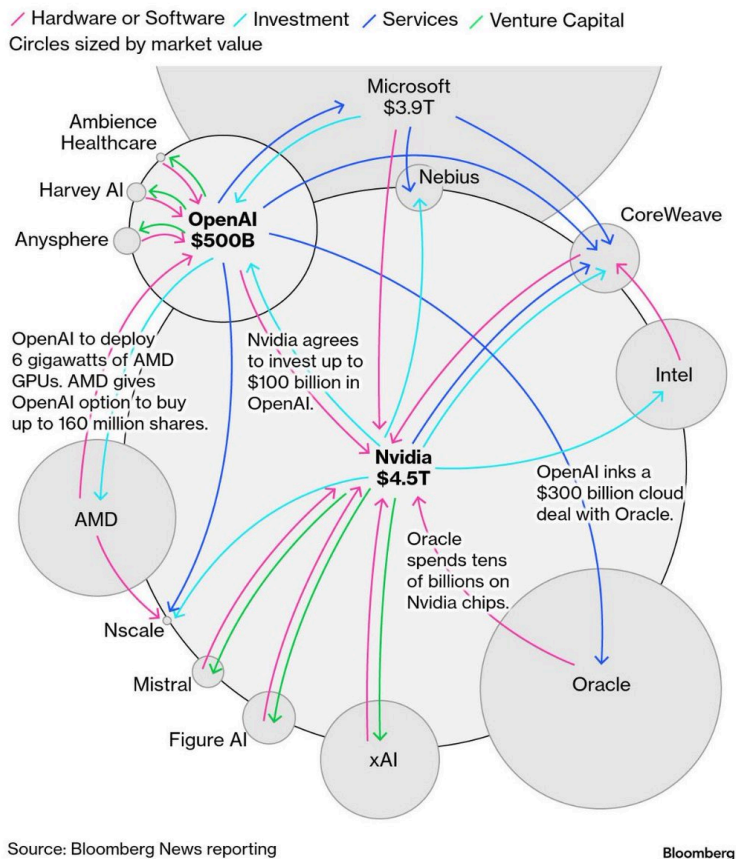 Hardware or Software / Investment / Services / Venture Capital
Circles sized by market value
Microsoft
$3.9T
Ambience
Healthcare
Harvey AI
Anysphere
OpenAI
$500B
Nebius
CoreWeave
OpenAI to deploy
6 gigawatts of AMD
GPUs. AMD gives
OpenAI option to buy
up to 160 million shares.
Nvidia agrees
to invest up to
$100 billion in
OpenAI.
Intel
Nvidia
$4.5T
OpenAI inks a
$300 billion cloud
deal with Oracle.
AMD
Oracle
spends tens
of billions on
Nvidia chips.
Nscale
Mistral
Figure AI
xAI
Oracle
Source: Bloomberg News reporting
Bloomberg